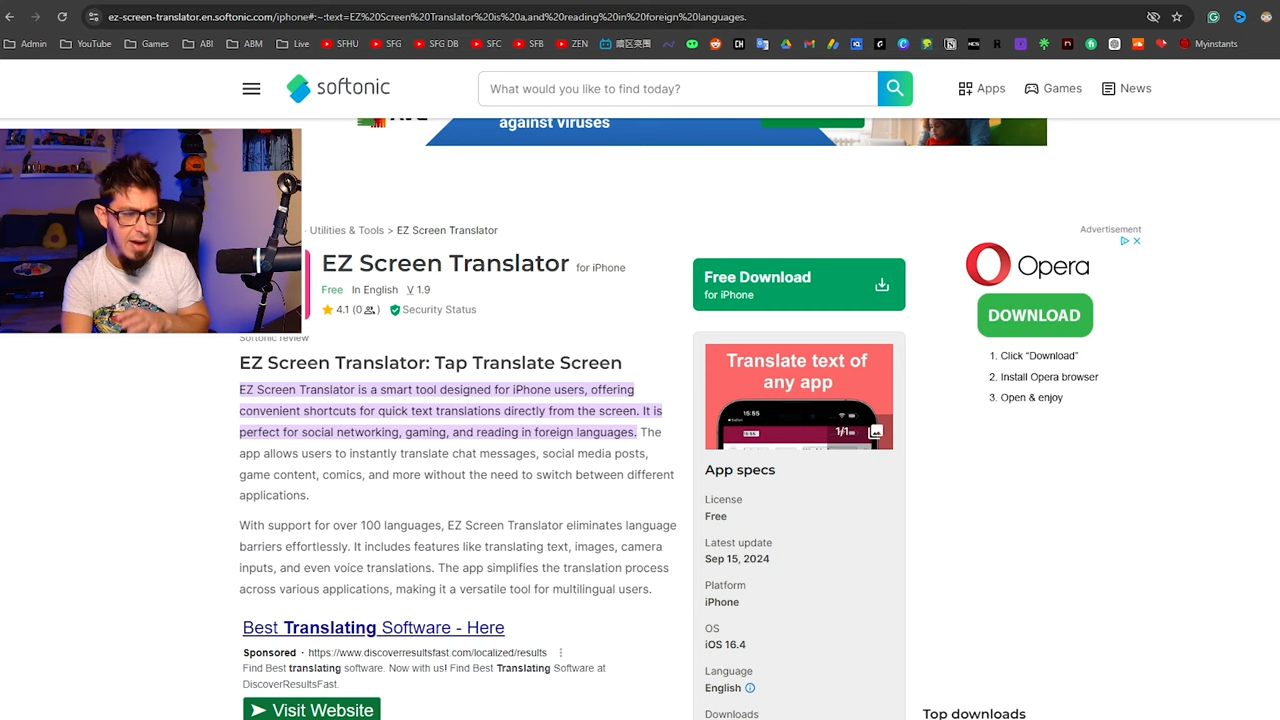 ez-screen-translator.en.softonic.com/iphone#:~:text=EZ%20Screen%20Translator%20is%20a,and%20reading%20in%20foreign%20languages.
Admin YouTube Games ABI ABM Live SFHU SFG SFG DB SFC SFB ZEN 暗区突围 Myinstants
softonic What would you like to find today? Apps Games News
against viruses
Utilities & Tools > EZ Screen Translator
EZ Screen Translator for iPhone
Free In English V 1.9
4.1 (0 ) Security Status
Free Download
for iPhone
Softonic review
EZ Screen Translator: Tap Translate Screen
EZ Screen Translator is a smart tool designed for iPhone users, offering
convenient shortcuts for quick text translations directly from the screen. It is
perfect for social networking, gaming, and reading in foreign languages. The
app allows users to instantly translate chat messages, social media posts,
game content, comics, and more without the need to switch between different
applications.
With support for over 100 languages, EZ Screen Translator eliminates language
barriers effortlessly. It includes features like translating text, images, camera
inputs, and even voice translations. The app simplifies the translation process
across various applications, making it a versatile tool for multilingual users.
Best Translating Software - Here
Sponsored · https://www.discoverresultsfast.com/localized/results
Find Best translating software. Now with us! Find Best Translating Software at
DiscoverResultsFast.
Visit Website
Translate text of
any app
15:55
1/1
App specs
License
Free
Latest update
Sep 15, 2024
Platform
iPhone
OS
iOS 16.4
Language
English
Downloads
Advertisement
Opera
DOWNLOAD
1. Click "Download"
2. Install Opera browser
3. Open & enjoy
Top downloads